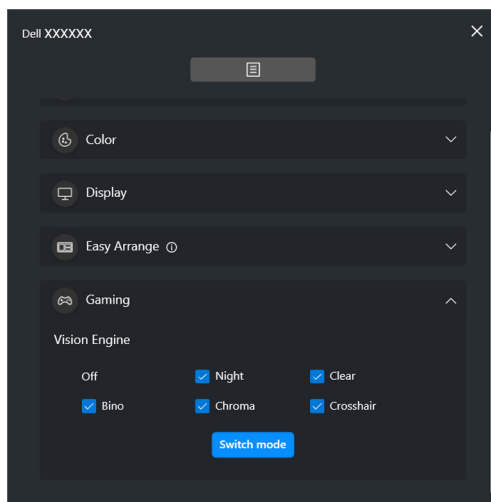 Dell XXXXXX
Color
Display
Easy Arrange
Gaming
Vision Engine
Off Night Clear
Bino Chroma Crosshair
Switch mode